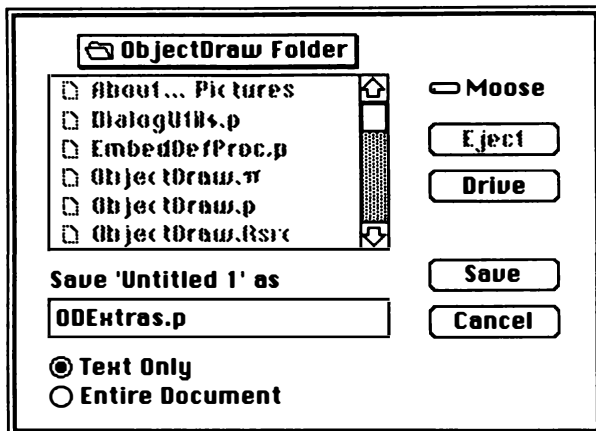 ObjectDraw Folder
About... Pictures
DialogUtils.p
EmbedDefProc.p
ObjectDraw.π
ObjectDraw.p
ObjectDraw.Rsrc
Moose
Eject
Drive
Save 'Untitled 1' as
ODExtras.p
Save
Cancel
Text Only
Entire Document